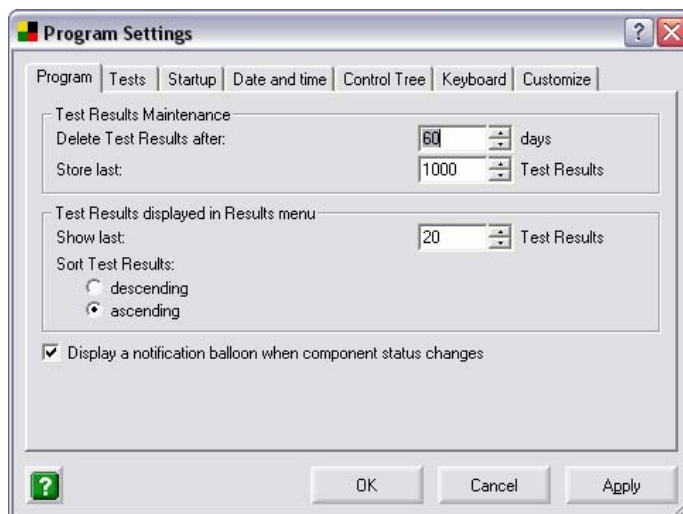 Program Settings
?
Program Tests Startup Date and time Control Tree Keyboard Customize
Test Results Maintenance
Delete Test Results after: 60 days
Store last: 1000 Test Results
Test Results displayed in Results menu
Show last: 20 Test Results
Sort Test Results:
descending
ascending
Display a notification balloon when component status changes
? OK Cancel Apply